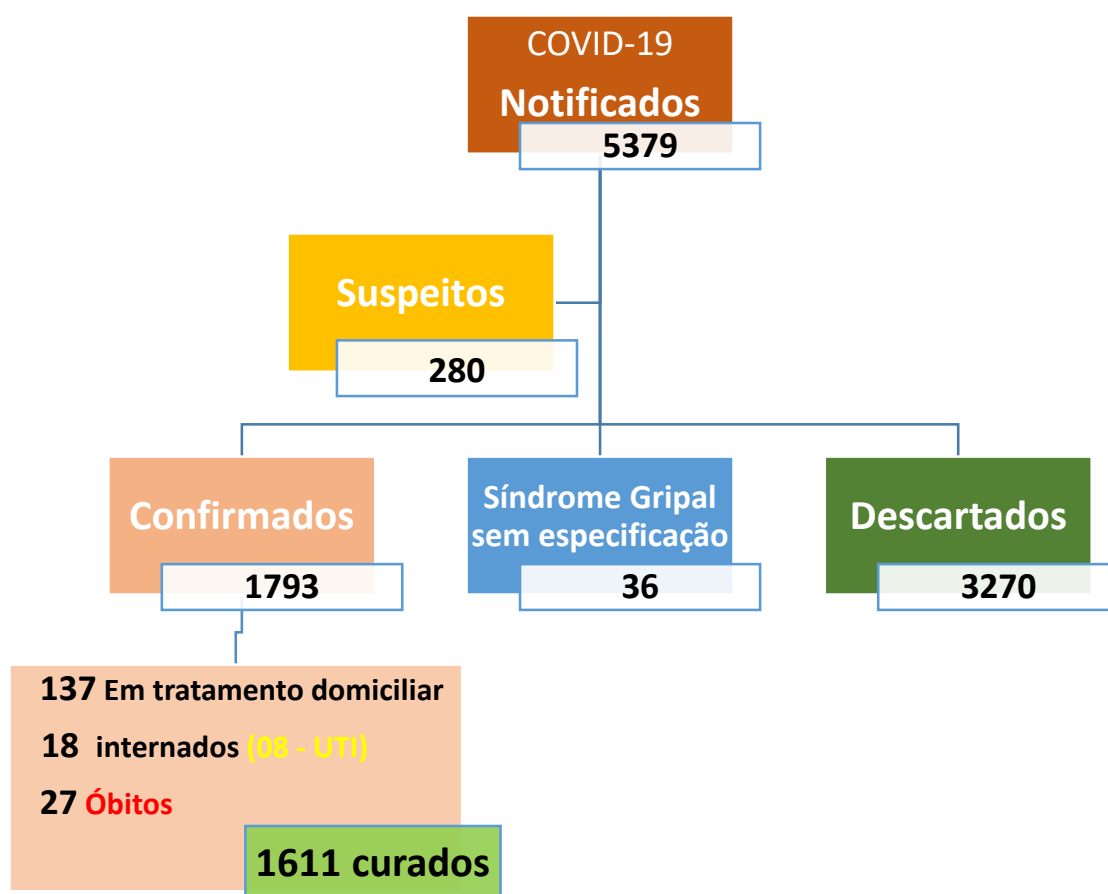 COVID-19
Notificados
5379
Suspeitos
280
Confirmados
1793
Síndrome Gripal
sem especificação
36
Descartados
3270
137 Em tratamento domiciliar
18 internados (08 - UTI)
27 Óbitos
1611 curados